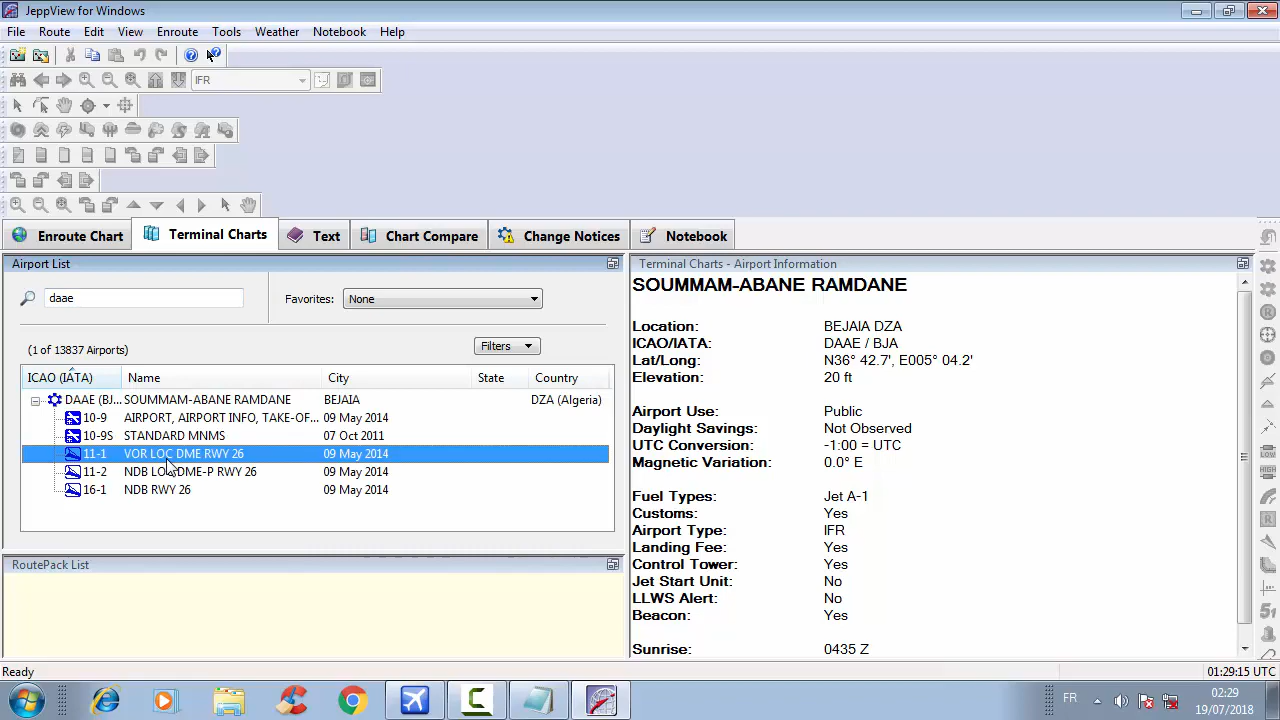 JeppView for Windows
File Route Edit View Enroute Tools Weather Notebook Help
IFR
Enroute Chart Terminal Charts Text Chart Compare Change Notices Notebook
Airport List
daae
Favorites: None
(1 of 13837 Airports)
Filters
ICAO (IATA) Name City State Country
DAAE (BJ... SOUMMAM-ABANE RAMDANE BEJAIA DZA (Algeria)
10-9 AIRPORT, AIRPORT INFO, TAKE-OF... 09 May 2014
10-9S STANDARD MNMS 07 Oct 2011
11-1 VOR LOC DME RWY 26 09 May 2014
11-2 NDB LOC DME-P RWY 26 09 May 2014
16-1 NDB RWY 26 09 May 2014
RoutePack List
Terminal Charts - Airport Information
SOUMMAM-ABANE RAMDANE
Location: BEJAIA DZA
ICAO/IATA: DAAE / BJA
Lat/Long: N36° 42.7', E005° 04.2'
Elevation: 20 ft
Airport Use: Public
Daylight Savings: Not Observed
UTC Conversion: -1:00 = UTC
Magnetic Variation: 0.0° E
Fuel Types: Jet A-1
Customs: Yes
Airport Type: IFR
Landing Fee: Yes
Control Tower: Yes
Jet Start Unit: No
LLWS Alert: No
Beacon: Yes
Sunrise: 0435 Z
LOW
HIGH
51
Ready 01:29:15 UTC
FR 02:29
19/07/2018